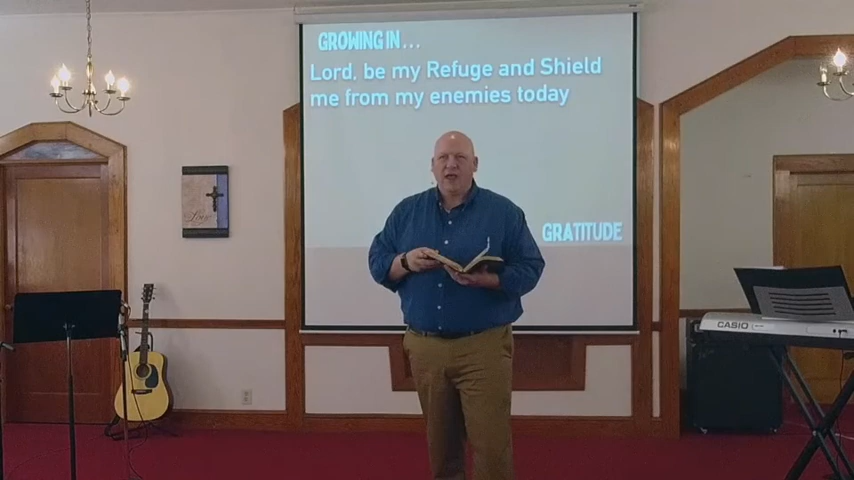 GROWING IN...
Lord, be my Refuge and Shield
me from my enemies today
GRATITUDE
CASIO